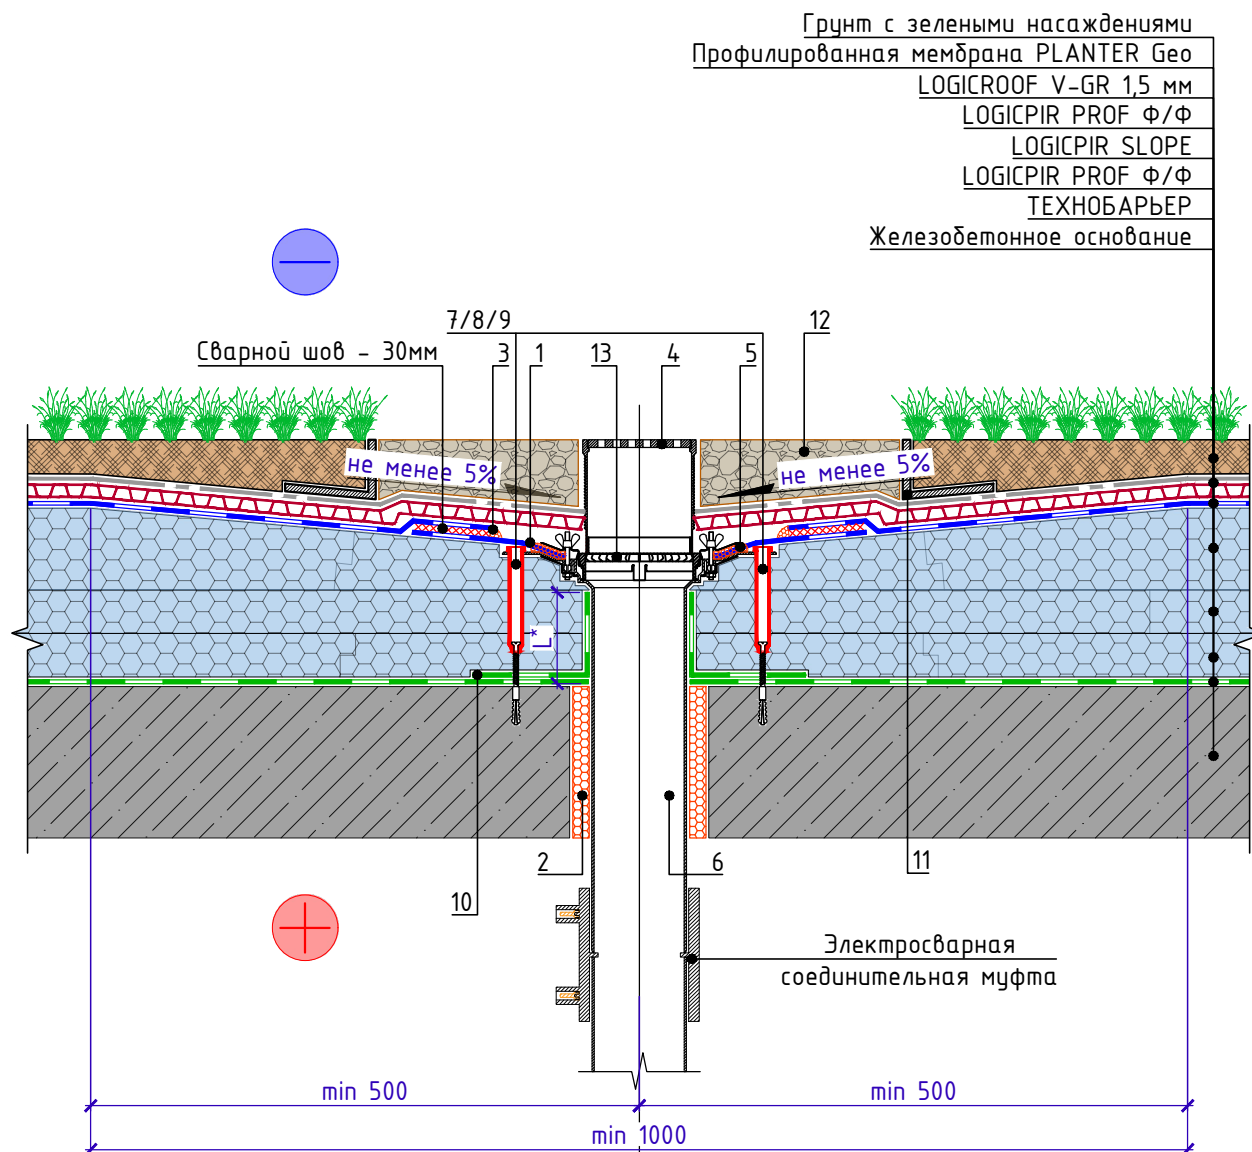 Грунт с зелеными насаждениями
Профилированная мембрана PLANTER Geo
LOGICROOF V-GR 1,5 мм
LOGICPIR PROF Ф/Ф
LOGICPIR SLOPE
LOGICPIR PROF Ф/Ф
ТЕХНОБАРЬЕР
Железобетонное основание
7/8/9
12
Сварной шов - 30мм
3
1
13
4
5
не менее 5%
не менее 5%
L*
2
6
11
10
Электросварная
соединительная муфта
min 500
min 500
min 1000